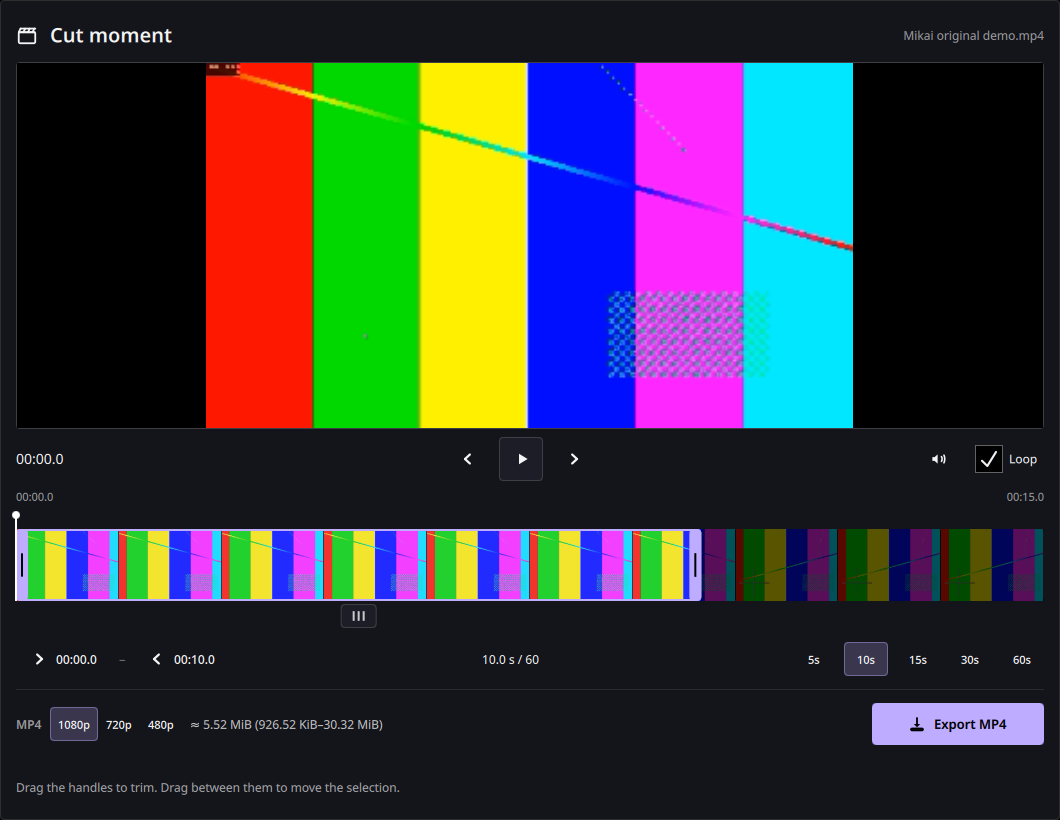 Cut moment
Mikai original demo.mp4
00:00.0
Loop
00:00.0
00:15.0
00:00.0 – 00:10.0
10.0 s / 60
5s 10s 15s 30s 60s
MP4 1080p 720p 480p ≈ 5.52 MiB (926.52 KiB–30.32 MiB)
Export MP4
Drag the handles to trim. Drag between them to move the selection.